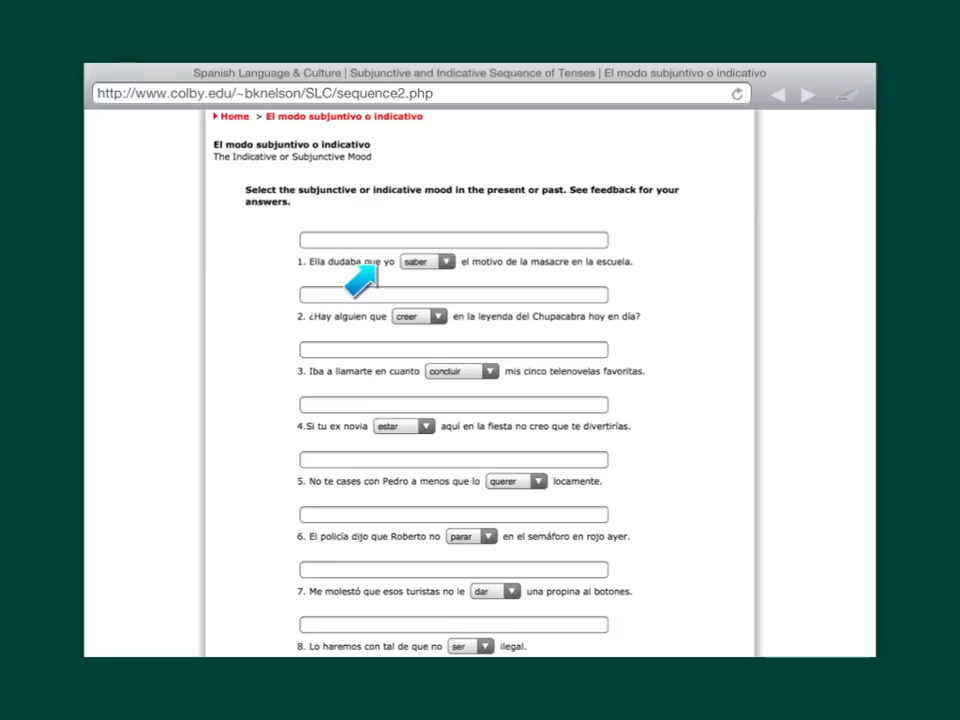 Spanish Language & Culture | Subjunctive and Indicative Sequence of Tenses | El modo subjuntivo o indicativo
http://www.colby.edu/~bknelson/SLC/sequence2.php
Home > El modo subjuntivo o indicativo
El modo subjuntivo o indicativo
The Indicative or Subjunctive Mood
Select the subjunctive or indicative mood in the present or past. See feedback for your
answers.
1. Ella dudaba que yo saber el motivo de la masacre en la escuela.
2. ¿Hay alguien que creer en la leyenda del Chupacabra hoy en día?
3. Iba a llamarte en cuanto concluir mis cinco telenovelas favoritas.
4.Si tu ex novia estar aquí en la fiesta no creo que te divertirías.
5. No te cases con Pedro a menos que lo querer locamente.
6. El policía dijo que Roberto no parar en el semáforo en rojo ayer.
7. Me molestó que esos turistas no le dar una propina al botones.
8. Lo haremos con tal de que no ser ilegal.